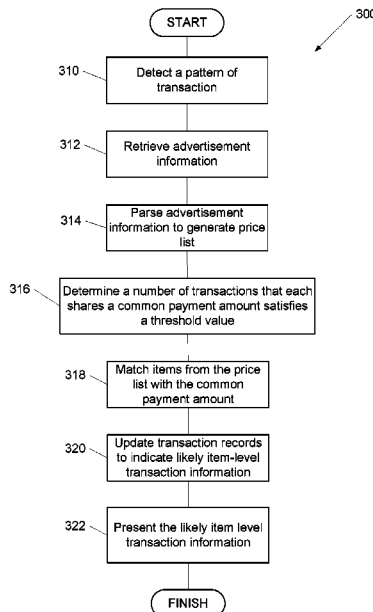 START
300
310
Detect a pattern of
transaction
312
Retrieve advertisement
information
314
Parse advertisement
information to generate price
list
316
Determine a number of transactions that each
shares a common payment amount satisfies
a threshold value
318
Match items from the price
list with the common
payment amount
320
Update transaction records
to indicate likely item-level
transaction information
322
Present the likely item level
transaction information
FINISH